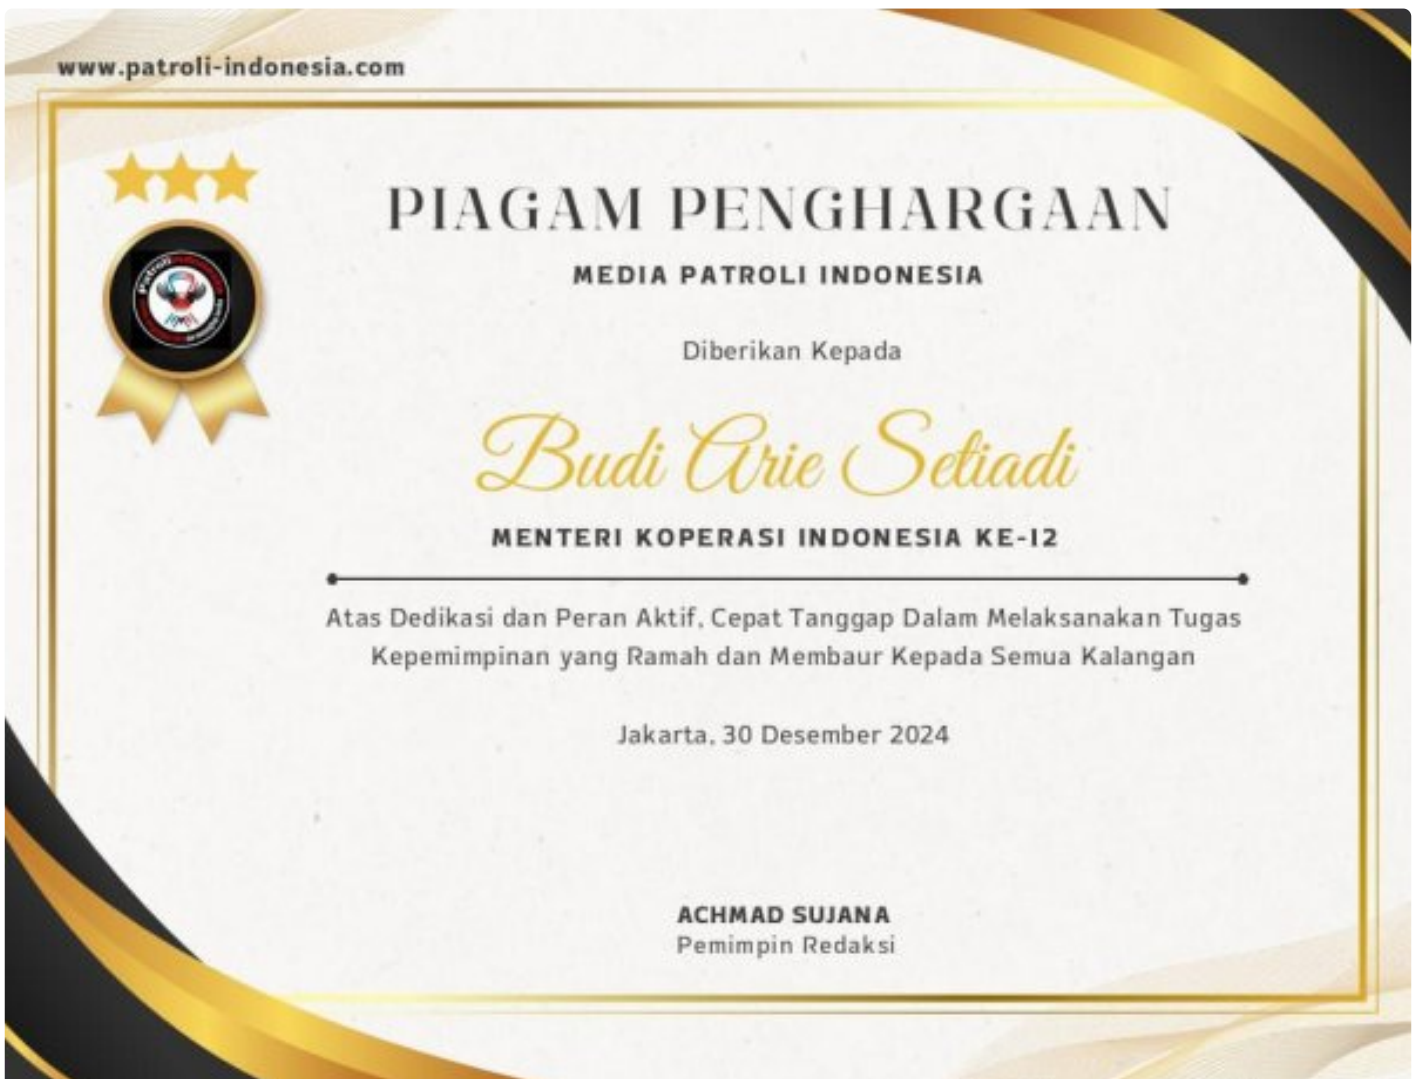 www.patroli-indonesia.com
PIAGAM PENGHARGAAN
MEDIA PATROLI INDONESIA
Diberikan Kepada
Budi Arie Setiadi
MENTERI KOPERASI INDONESIA KE-12
Atas Dedikasi dan Peran Aktif, Cepat Tanggap Dalam Melaksanakan Tugas
Kepemimpinan yang Ramah dan Membaur Kepada Semua Kalangan
Jakarta, 30 Desember 2024
ACHMAD SUJANA
Pemimpin Redaksi